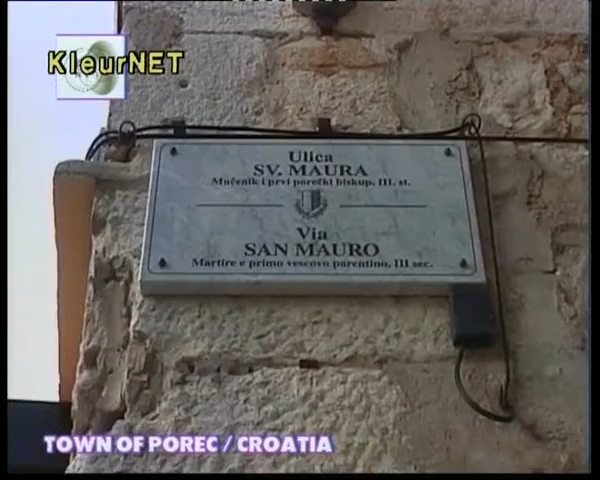 KleurNET
Ulica
SV. MAURA
Mučenik i prvi porečki biskup, III. st.
Via
SAN MAURO
Martire e primo vescovo parentino, III sec.
TOWN OF POREC / CROATIA